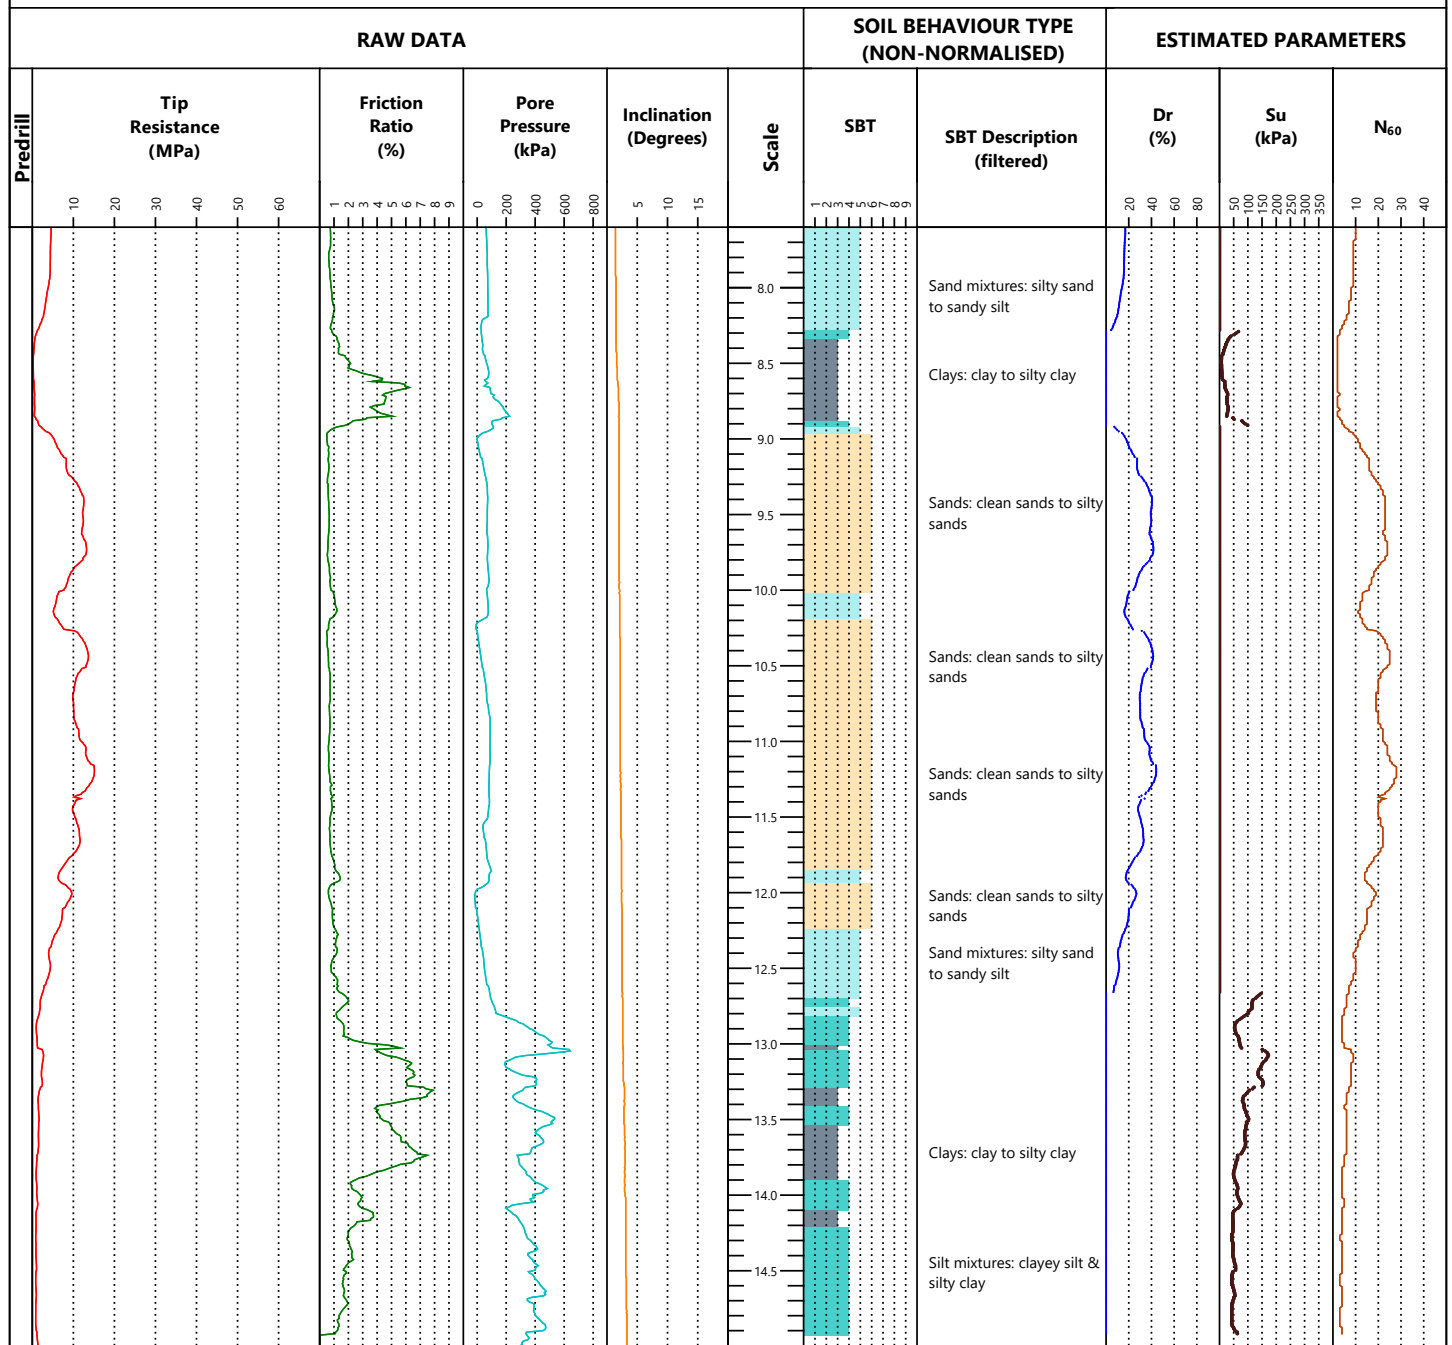 RAW DATA
SOIL BEHAVIOUR TYPE
(NON-NORMALISED)
ESTIMATED PARAMETERS
Predrill
Tip
Resistance
(MPa)
Friction
Ratio
(%)
Pore
Pressure
(kPa)
Inclination
(Degrees)
Scale
SBT
SBT Description
(filtered)
Dr
(%)
Su
(kPa)
N₆₀
10 20 30 40 50 60
1 2 3 4 5 6 7 8 9
0 200 400 600 800
5 10 15
1 2 3 4 5 6 7 8 9
20 40 60 80
50 100 150 200 250 300 350
10 20 30 40
8.0
Sand mixtures: silty sand
to sandy silt
8.5
Clays: clay to silty clay
9.0
9.5
Sands: clean sands to silty
sands
10.0
10.5
Sands: clean sands to silty
sands
11.0
Sands: clean sands to silty
sands
11.5
12.0
Sands: clean sands to silty
sands
12.5
Sand mixtures: silty sand
to sandy silt
13.0
13.5
Clays: clay to silty clay
14.0
14.5
Silt mixtures: clayey silt &
silty clay